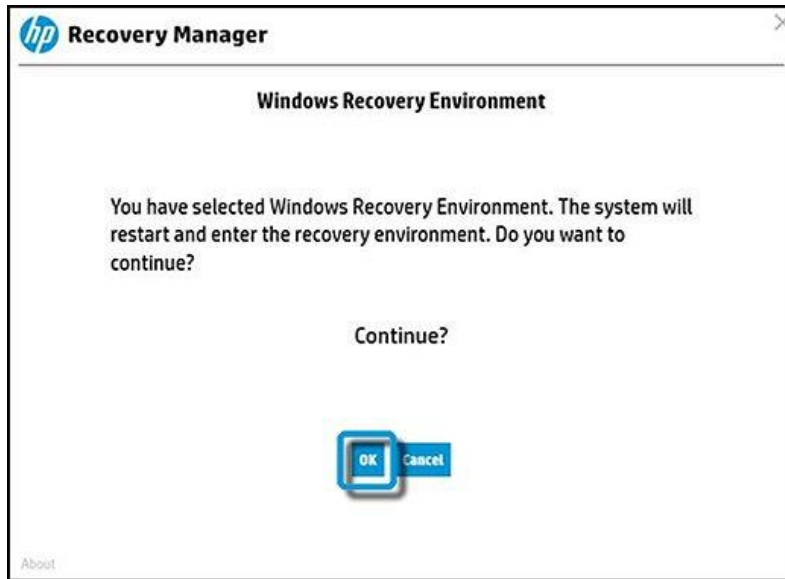 hp Recovery Manager
Windows Recovery Environment
You have selected Windows Recovery Environment. The system will
restart and enter the recovery environment. Do you want to
continue?
Continue?
OK Cancel
About